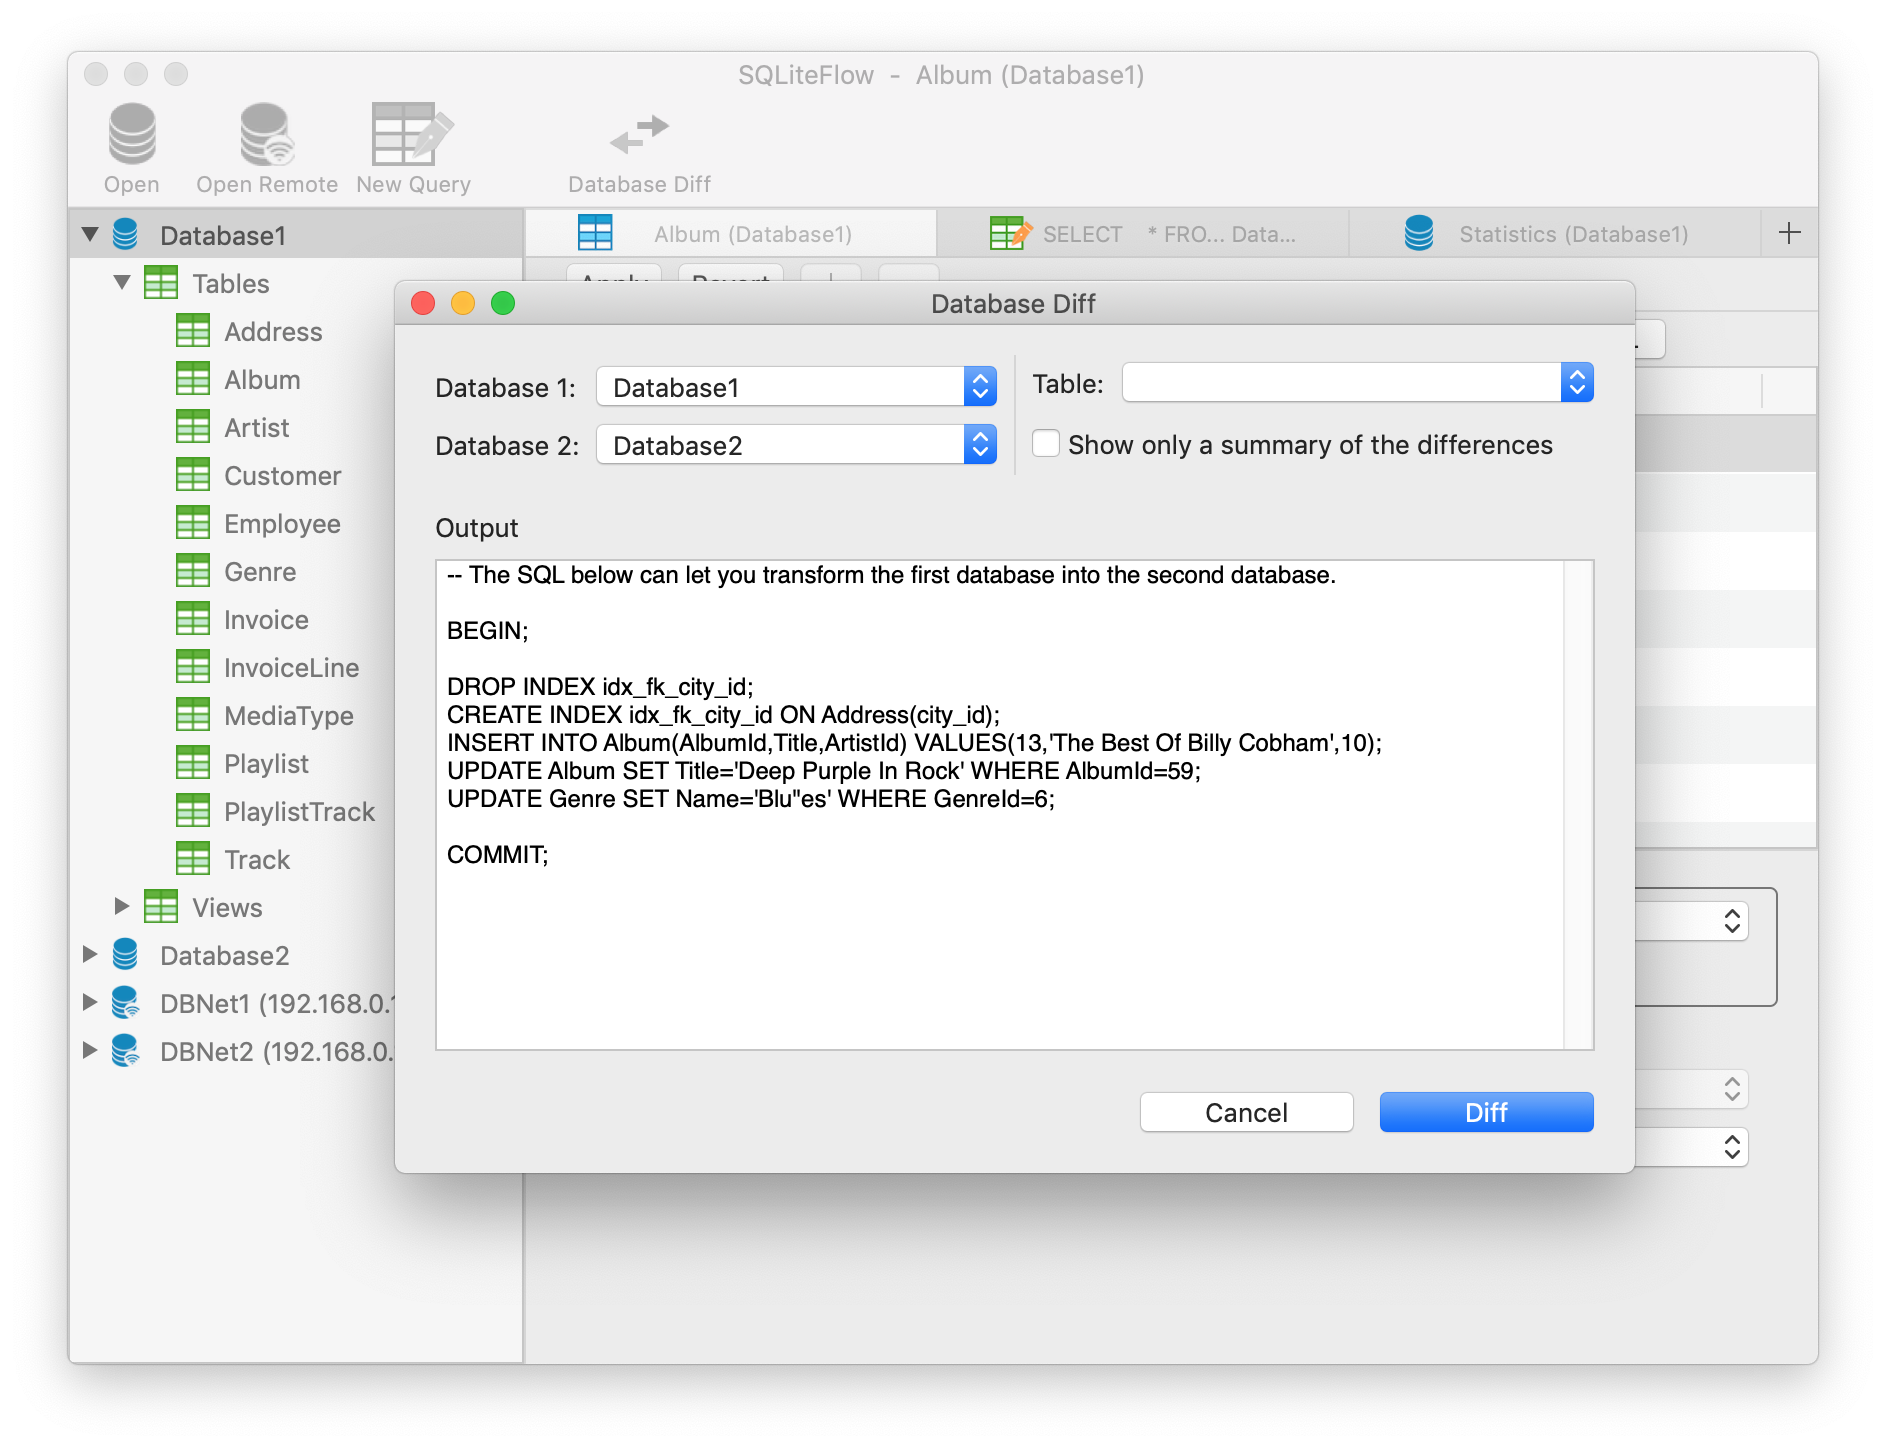 SQLiteFlow - Album (Database1)
Open
Open Remote
New Query
Database Diff
Database1
Tables
Address
Album
Artist
Customer
Employee
Genre
Invoice
InvoiceLine
MediaType
Playlist
PlaylistTrack
Track
Views
Database2
DBNet1 (192.168.0.
DBNet2 (192.168.0.
Album (Database1)
SELECT * FRO... Data...
Statistics (Database1)
Apply
Revert
Database Diff
Database 1:
Database1
Database 2:
Database2
Table:
Show only a summary of the differences
Output
-- The SQL below can let you transform the first database into the second database.
BEGIN;
DROP INDEX idx_fk_city_id;
CREATE INDEX idx_fk_city_id ON Address(city_id);
INSERT INTO Album(AlbumId,Title,ArtistId) VALUES(13,'The Best Of Billy Cobham',10);
UPDATE Album SET Title='Deep Purple In Rock' WHERE AlbumId=59;
UPDATE Genre SET Name='Blu''es' WHERE GenreId=6;
COMMIT;
Cancel
Diff